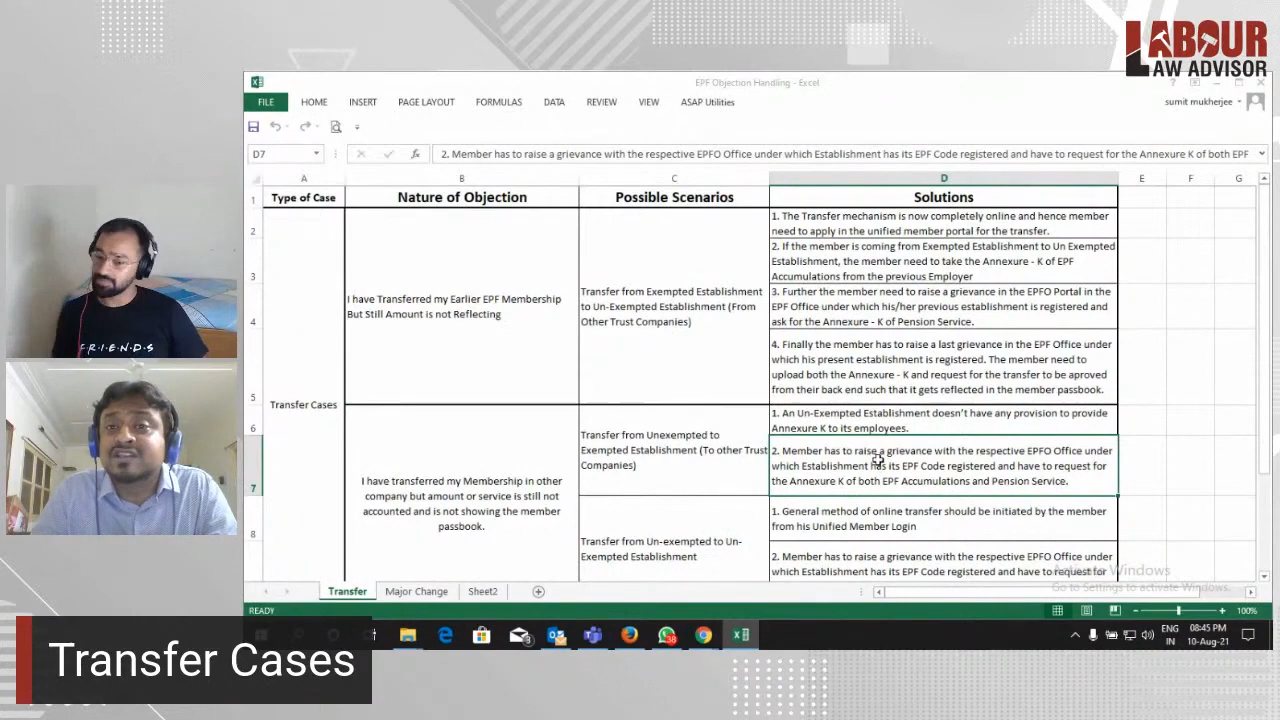 LABOUR
LAW ADVISOR
EPF Objection Handling - Excel
FILE HOME INSERT PAGE LAYOUT FORMULAS DATA REVIEW VIEW ASAP Utilities
sumit mukherjee
D7
2. Member has to raise a grievance with the respective EPFO Office under which Establishment has its EPF Code registered and have to request for the Annexure K of both EPF
A B C D E F G
1 Type of Case Nature of Objection Possible Scenarios Solutions
2
1. The Transfer mechanism is now completely online and hence member
need to apply in the unified member portal for the transfer.
3
2. If the member is coming from Exempted Establishment to Un Exempted
Establishment, the member need to take the Annexure - K of EPF
Accumulations from the previous Employer
4
3. Further the member need to raise a grievance in the EPFO Portal in the
EPF Office under which his/her previous establishment is registered and
ask for the Annexure - K of Pension Service.
I have Transferred my Earlier EPF Membership
But Still Amount is not Reflecting
Transfer from Exempted Establishment
to Un-Exempted Establishment (From
Other Trust Companies)
5
4. Finally the member has to raise a last grievance in the EPF Office under
which his present establishment is registered. The member need to
upload both the Annexure - K and request for the transfer to be aproved
from their back end such that it gets reflected in the member passbook.
Transfer Cases
6
1. An Un-Exempted Establishment doesn't have any provision to provide
Annexure K to its employees.
Transfer from Unexempted to
Exempted Establishment (To other Trust
Companies)
7
2. Member has to raise a grievance with the respective EPFO Office under
which Establishment has its EPF Code registered and have to request for
the Annexure K of both EPF Accumulations and Pension Service.
I have transferred my Membership in other
company but amount or service is still not
accounted and is not showing the member
passbook.
8
1. General method of online transfer should be initiated by the member
from his Unified Member Login
Transfer from Un-exempted to Un-
Exempted Establishment
2. Member has to raise a grievance with the respective EPFO Office under
which Establishment has its EPF Code registered and have to request for
Activate Windows
Go to Settings to activate Windows.
F.R.I.E.N.D.S
Transfer Major Change Sheet2
READY
100%
38
ENG
IN
08:45 PM
10-Aug-21
Transfer Cases